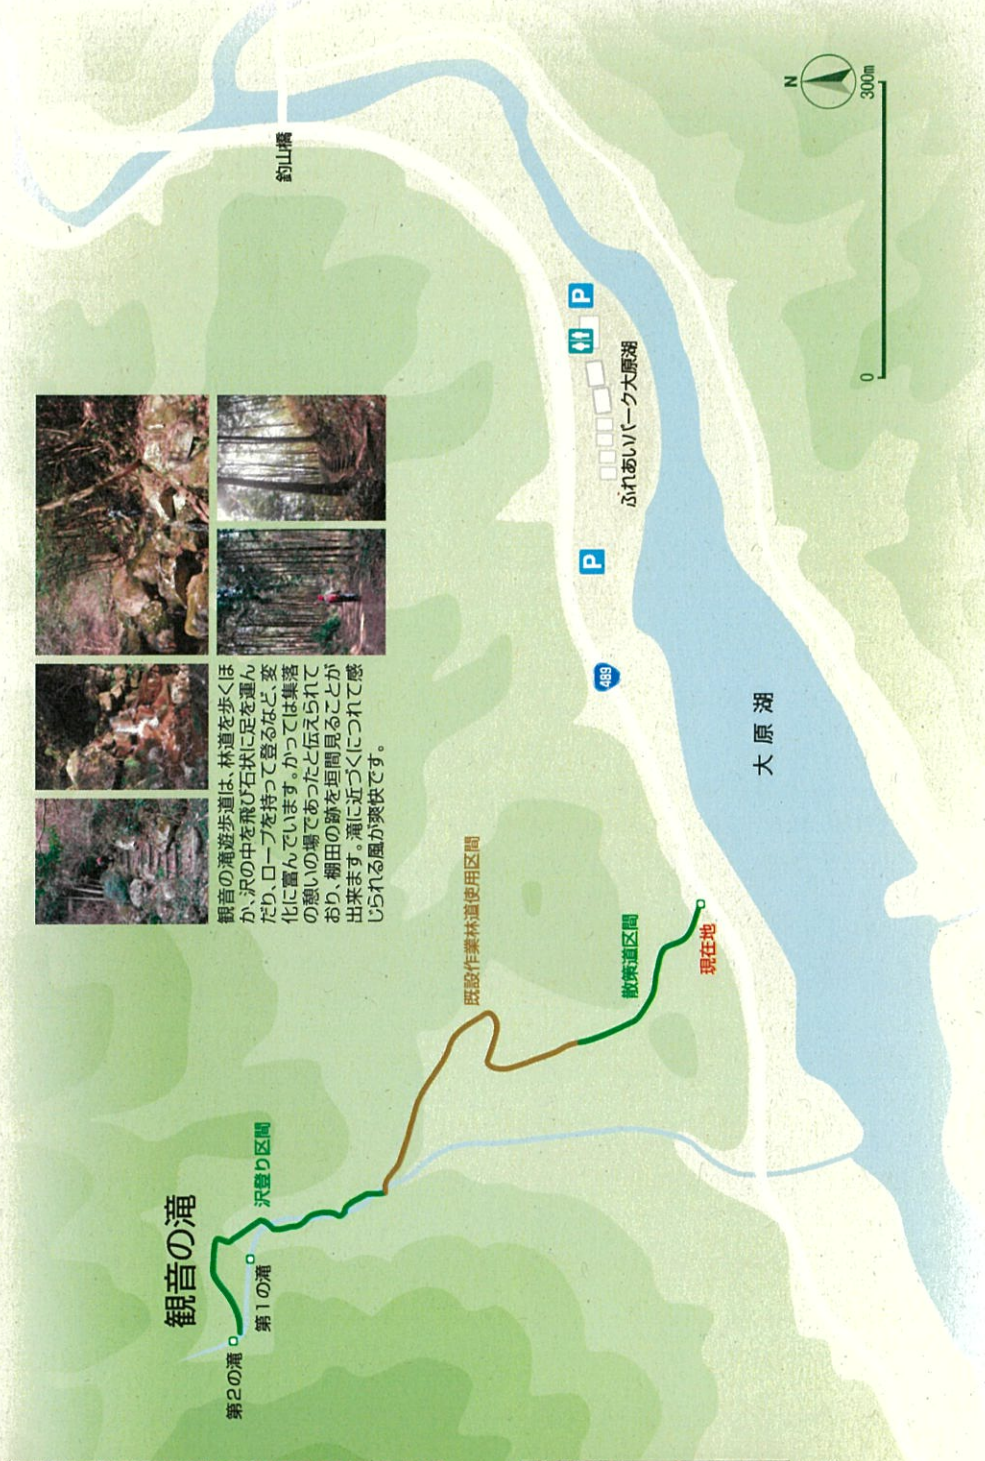 観音の滝
第2の滝
第1の滝
沢登り区間
既設作業林道使用区間
散策道区間
現在地
観音の滝遊歩道は、林道を歩くほ
か、沢の中を飛び石状に足を運ん
だり、ロープを持って登るなど、変
化に富んでいます。かっては集落
の憩いの場であったと伝えられて
おり、棚田の跡を垣間見ることが
出来ます。滝に近づくにつれて感
じられる風が爽快です。
釣山橋
P
ふれあいパーク大原湖
P
489
大原湖
N
0
300m